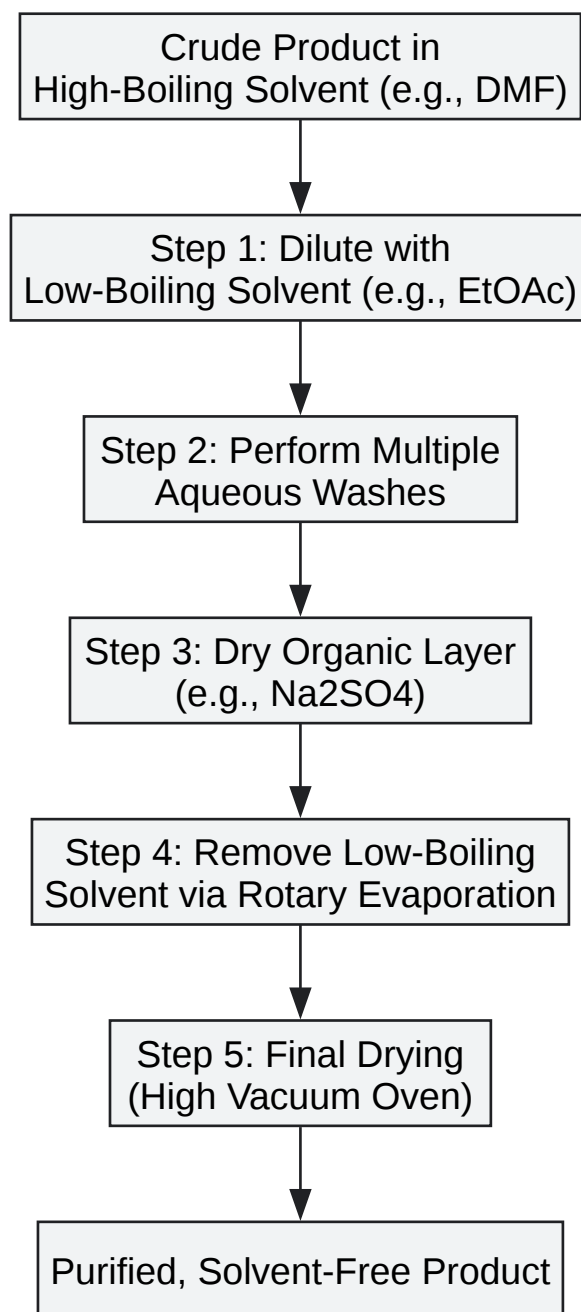 Crude Product in
High-Boiling Solvent (e.g., DMF)
Step 1: Dilute with
Low-Boiling Solvent (e.g., EtOAc)
Step 2: Perform Multiple
Aqueous Washes
Step 3: Dry Organic Layer
(e.g., Na2SO4)
Step 4: Remove Low-Boiling
Solvent via Rotary Evaporation
Step 5: Final Drying
(High Vacuum Oven)
Purified, Solvent-Free Product